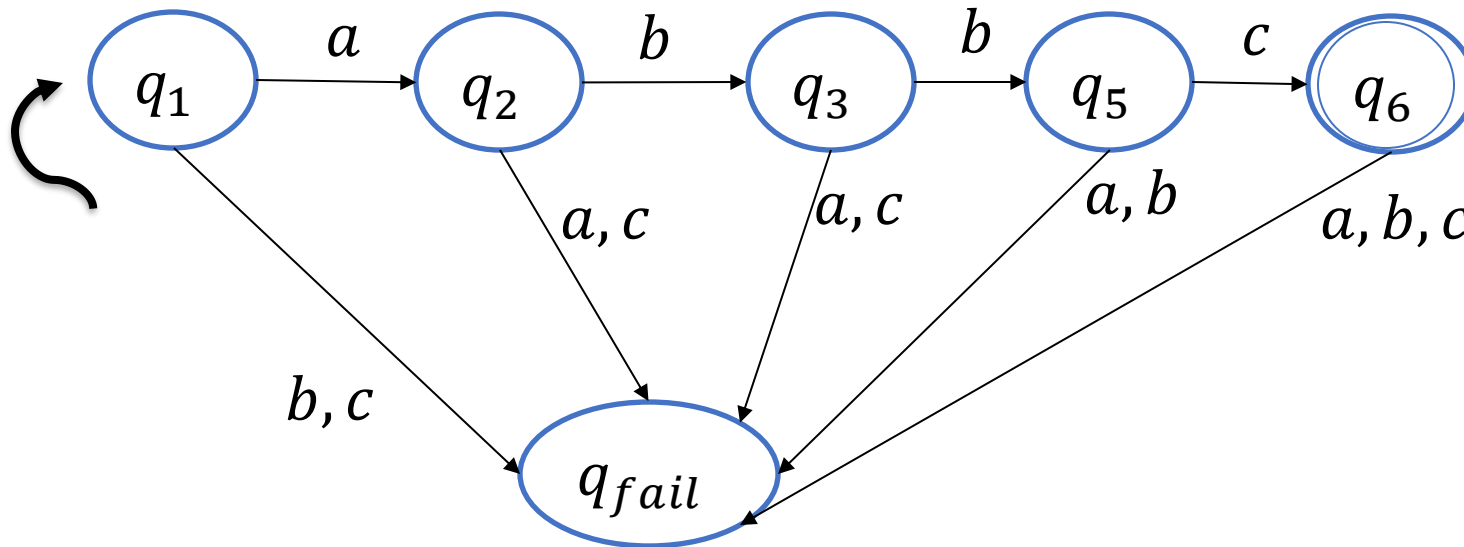 a b b c
q1 q2 q3 q5 q6
a, c a, c a, b a, b, c
b, c
qfail